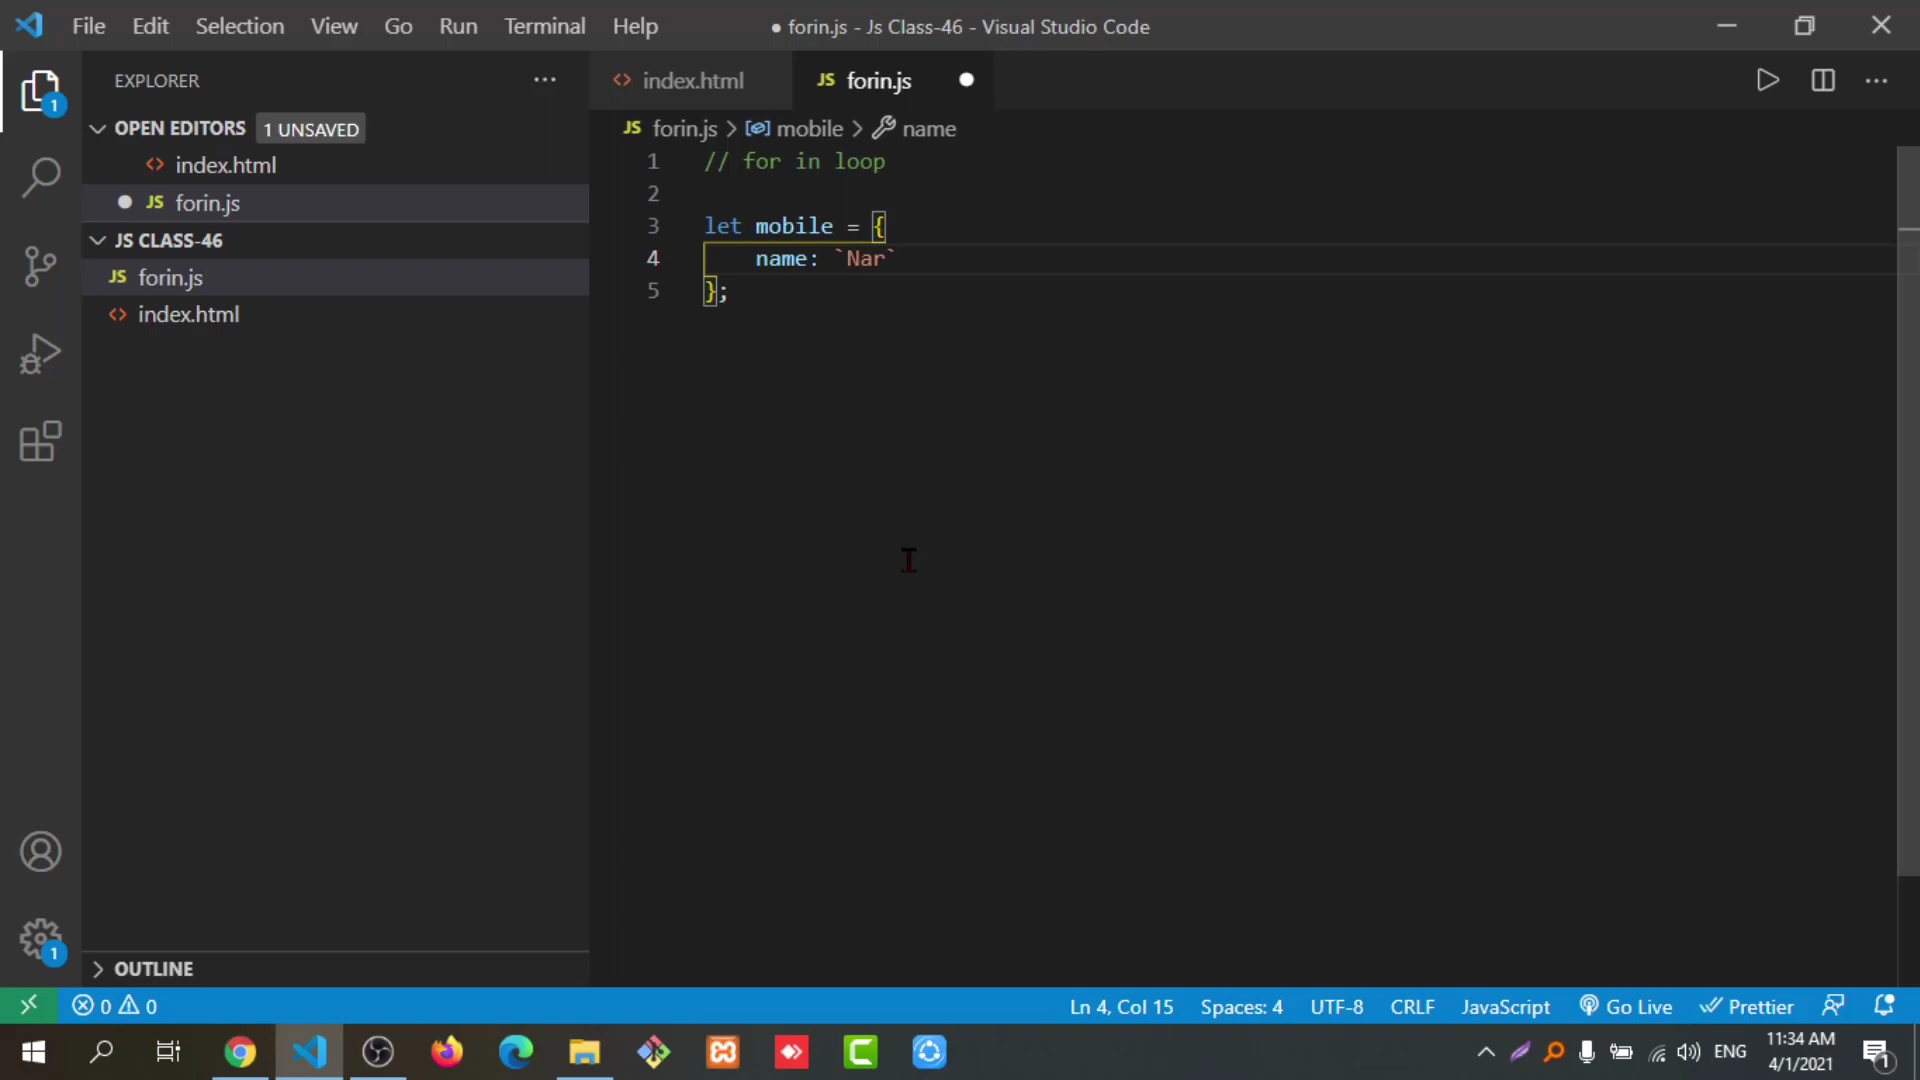 File Edit Selection View Go Run Terminal Help
● forin.js - Js Class-46 - Visual Studio Code
EXPLORER
OPEN EDITORS 1 UNSAVED
index.html
JS forin.js
JS CLASS-46
JS forin.js
index.html
OUTLINE
index.html
JS forin.js
JS forin.js > mobile > name
1 // for in loop
2
3 let mobile = {
4 name: `Nar`
5 };
1
1
0 0
Ln 4, Col 15 Spaces: 4 UTF-8 CRLF JavaScript Go Live Prettier
ENG
11:34 AM
4/1/2021
1